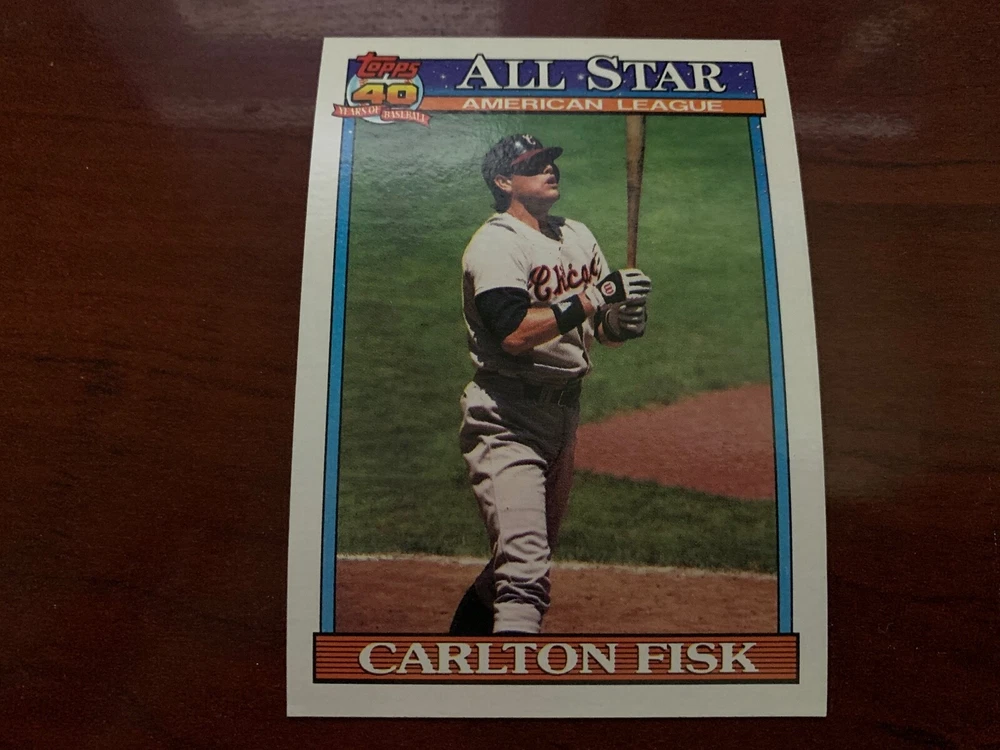 Topps
40
YEARS OF BASEBALL
ALL STAR
AMERICAN LEAGUE
C
Chicago
CARLTON FISK